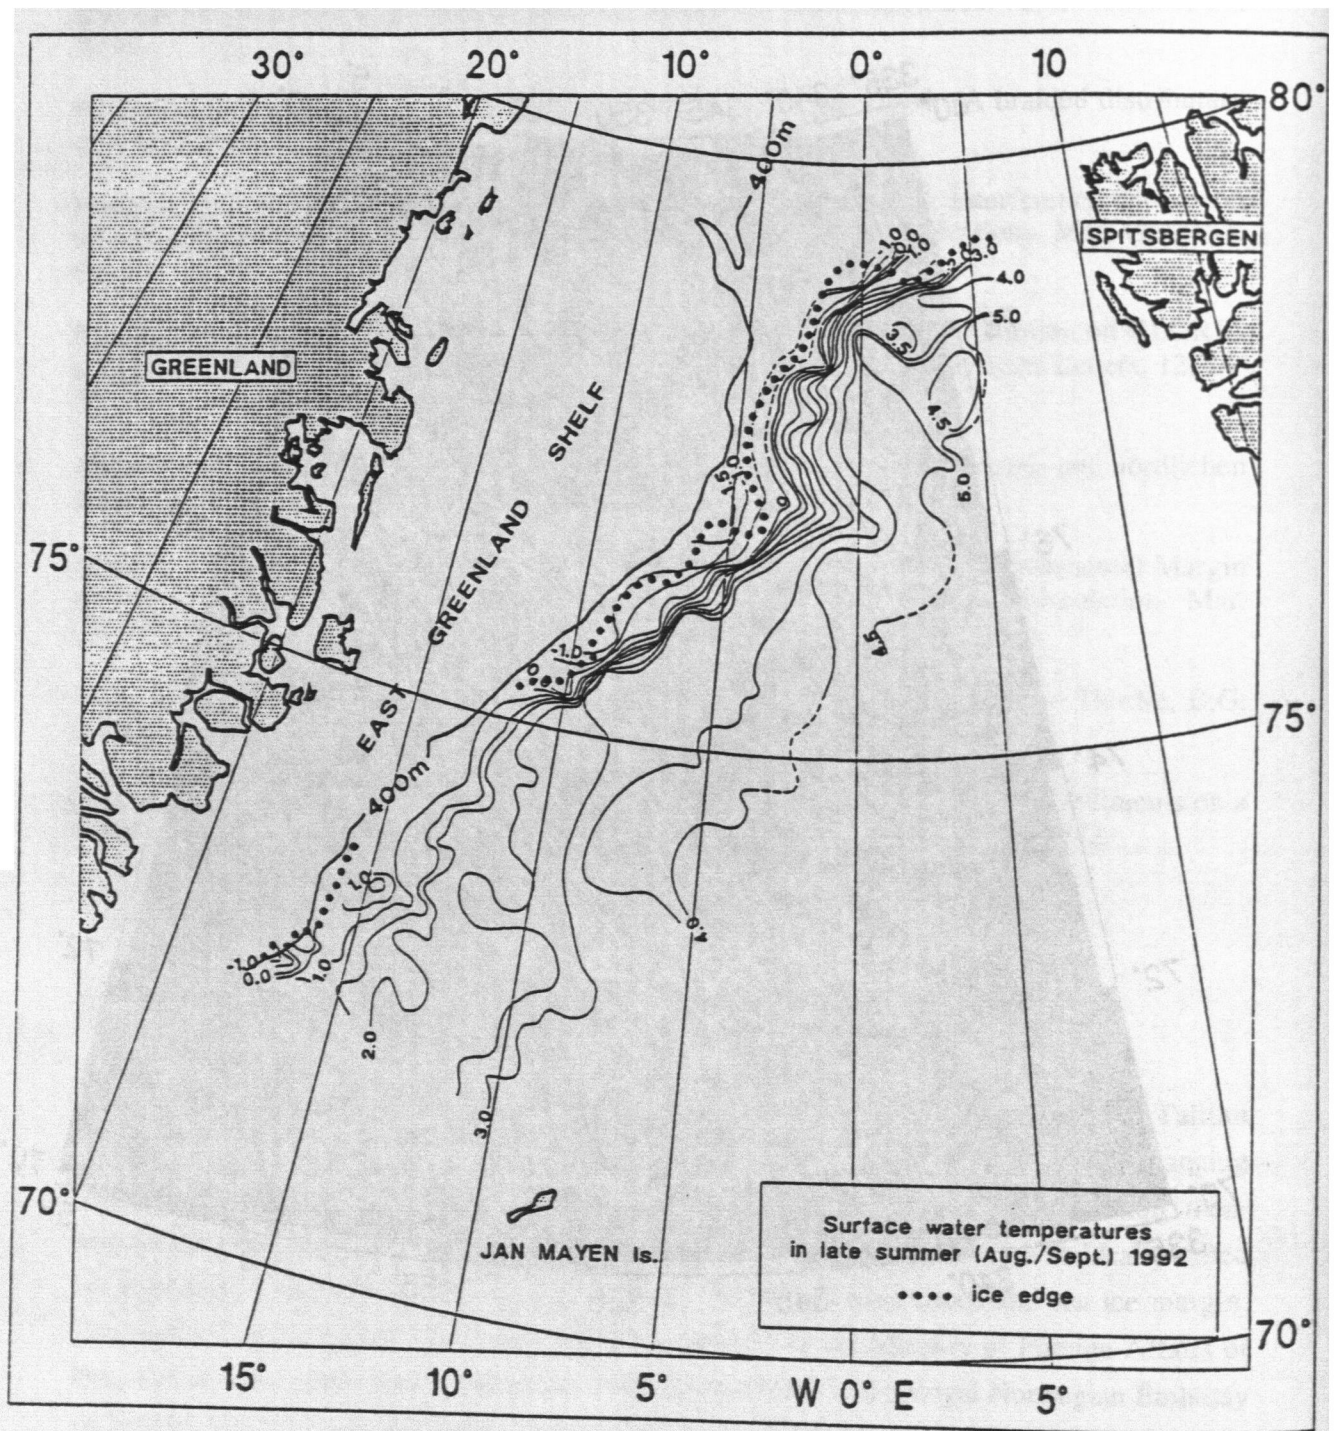 30° 20° 10° 0° 10
80°
400m
SPITSBERGEN
-1.0
0.0
1.0
3.0
4.0
5.0
3.5
GREENLAND
SHELF
4.5
5.0
GREENLAND
75°
4.5
-1.0
EAST
75°
400m
1.0
4.0
-1.0
0.0
1.0
2.0
3.0
70°
JAN MAYEN Is.
Surface water temperatures
in late summer (Aug./Sept.) 1992
•••• ice edge
70°
15° 10° 5° W 0° E 5°